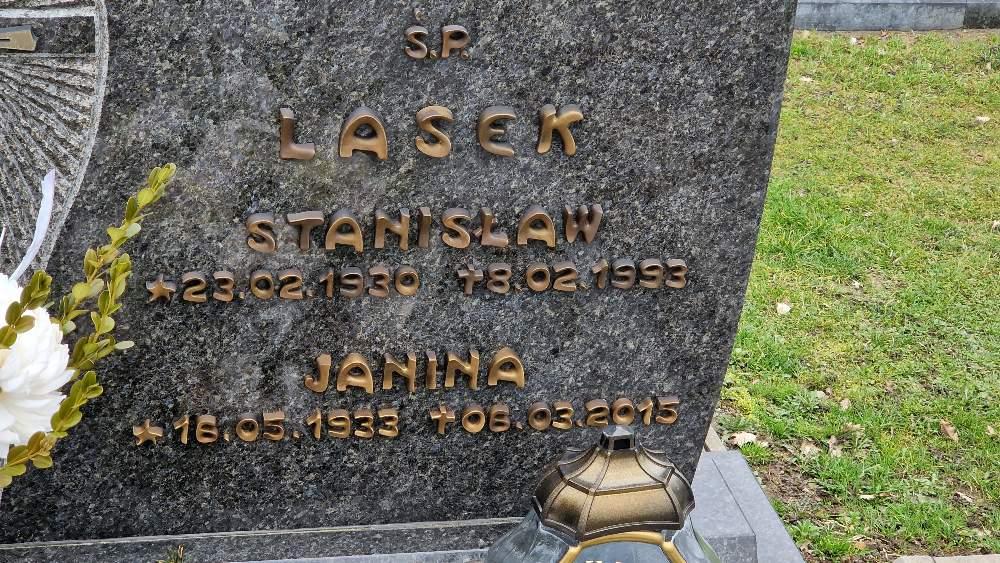 Ś.P.
LASEK
STANISŁAW
★23.02.1930 ✝8.02.1993
JANINA
★16.05.1933 ✝06.03.2015